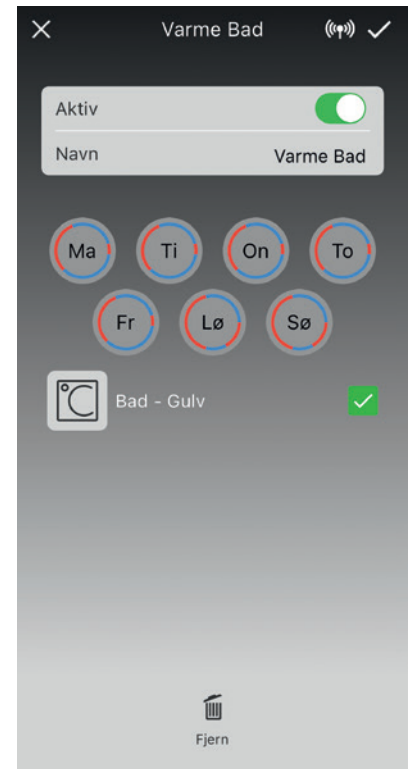 Varme Bad
Aktiv
Navn Varme Bad
Ma Ti On To
Fr Lø Sø
°C Bad - Gulv
Fjern